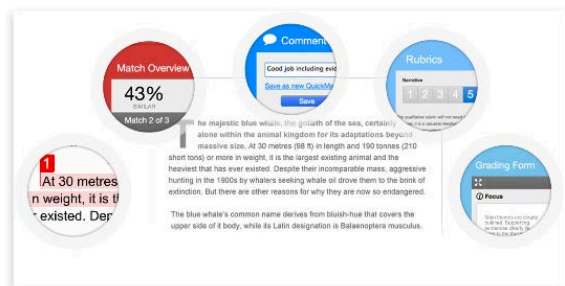 Match Overview
43%
SIMILAR
Match 2 of 3
Comment
Good job including evid
Save as new QuickMa
Save
Rubrics
Narrative
1 2 3 4 5
The majestic blue whale, the goliath of the sea, certainly
alone within the animal kingdom for its adaptations beyond
massive size. At 30 metres (98 ft) in length and 190 tonnes (210
short tons) or more in weight, it is the largest existing animal and the
heaviest that has ever existed. Despite their incomparable mass, aggressive
hunting in the 1900s by whalers seeking whale oil drove them to the brink of
extinction. But there are other reasons for why they are now so endangered.
The blue whale's common name derives from bluish-hue that covers the
upper side of it body, while its Latin designation is Balaenoptera musculus.
1
At 30 metres
n weight, it is th
r existed. Desp
Grading Form
Focus